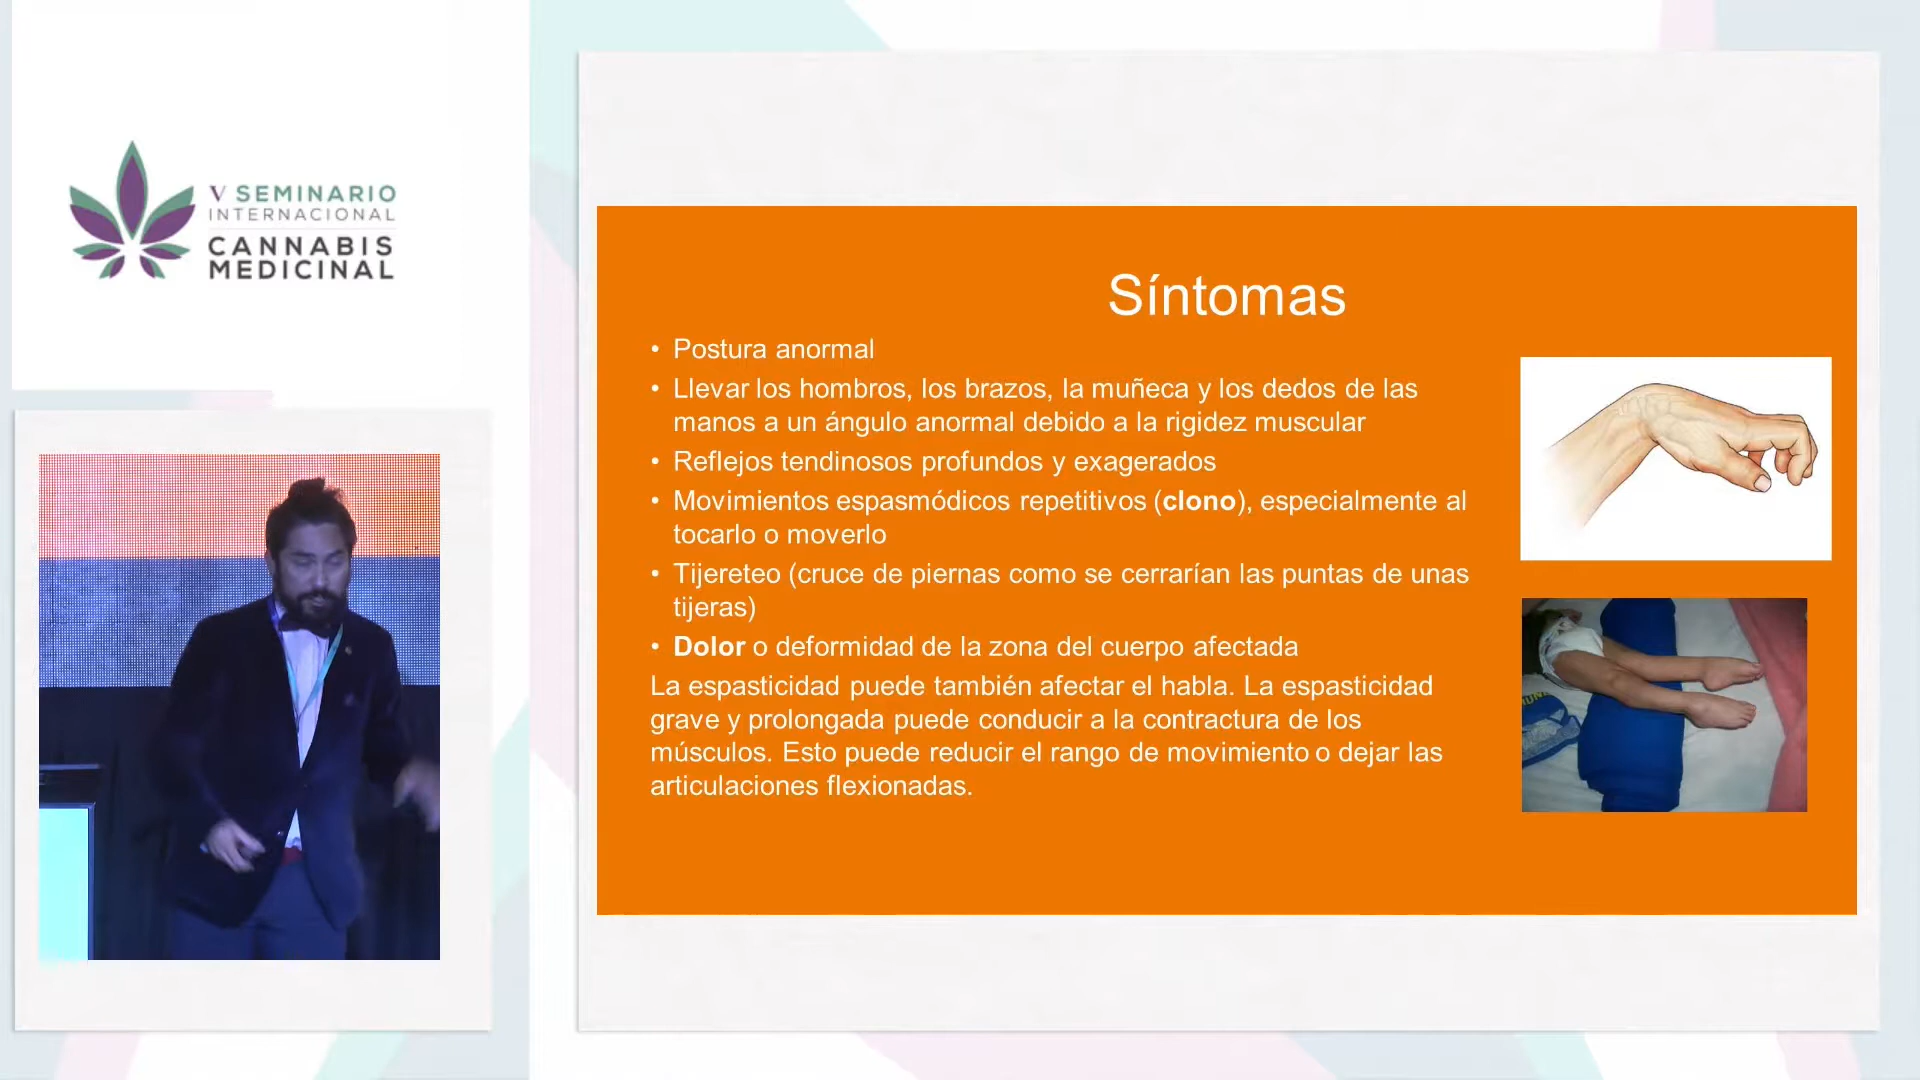 V SEMINARIO
INTERNACIONAL
CANNABIS
MEDICINAL
Síntomas
• Postura anormal
• Llevar los hombros, los brazos, la muñeca y los dedos de las
manos a un ángulo anormal debido a la rigidez muscular
• Reflejos tendinosos profundos y exagerados
• Movimientos espasmódicos repetitivos (clono), especialmente al
tocarlo o moverlo
• Tijereteo (cruce de piernas como se cerrarían las puntas de unas
tijeras)
• Dolor o deformidad de la zona del cuerpo afectada
La espasticidad puede también afectar el habla. La espasticidad
grave y prolongada puede conducir a la contractura de los
músculos. Esto puede reducir el rango de movimiento o dejar las
articulaciones flexionadas.